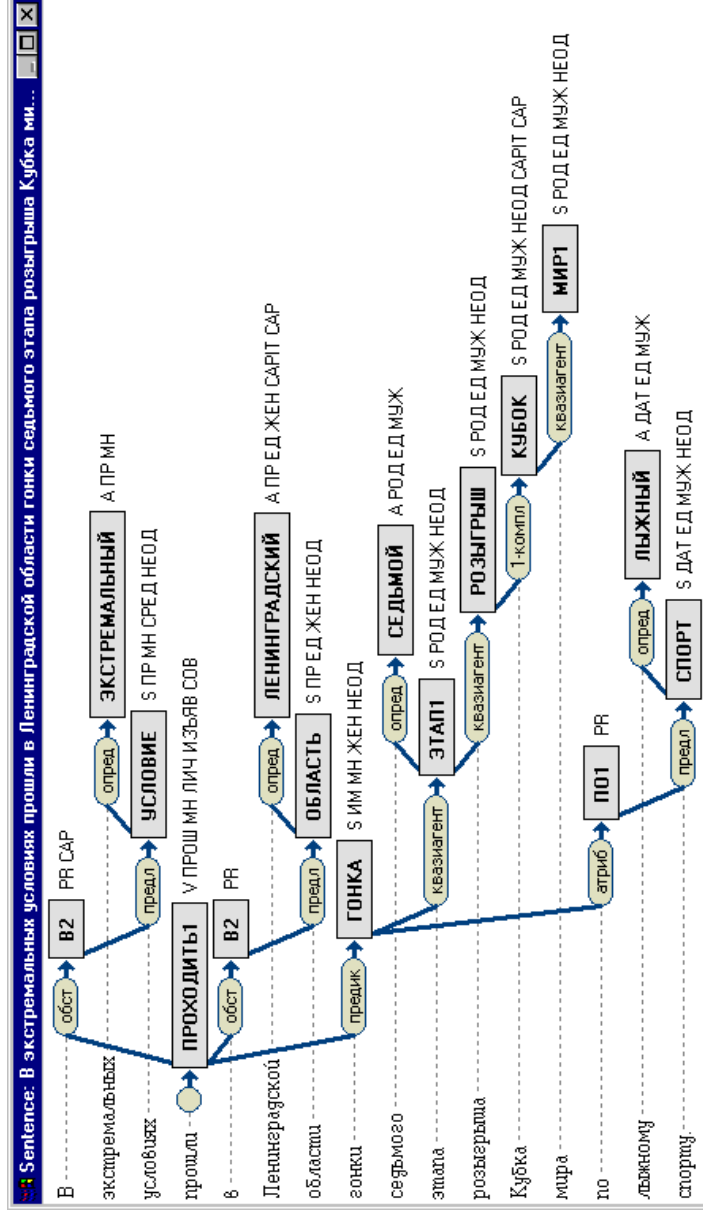 Sentence: В экстремальных условиях прошли в Ленинградской области гонки седьмого этапа розыгрыша Кубка ми...
В обст В2 PR CAP
экстремальных опред ЭКСТРЕМАЛЬНЫЙ А ПР МН
условиях предл УСЛОВИЕ S ПР МН СРЕД НЕОД
прошли ПРОХОДИТЬ1 V ПРОШ МН ЛИЧ ИЗЪЯВ СОВ
в обст В2 PR
Ленинградской опред ЛЕНИНГРАДСКИЙ А ПР ЕД ЖЕН CAPIT CAP
области предл ОБЛАСТЬ S ПР ЕД ЖЕН НЕОД
гонки предик ГОНКА S ИМ МН ЖЕН НЕОД
седьмого опред СЕДЬМОЙ А РОД ЕД МУЖ
этапа квазиагент ЭТАП1 S РОД ЕД МУЖ НЕОД
розыгрыша квазиагент РОЗЫГРЫШ S РОД ЕД МУЖ НЕОД
Кубка 1-компл КУБОК S РОД ЕД МУЖ НЕОД CAPIT CAP
мира квазиагент МИР1 S РОД ЕД МУЖ НЕОД
по атриб ПО1 PR
лыжному опред ЛЫЖНЫЙ А ДАТ ЕД МУЖ
спорту. предл СПОРТ S ДАТ ЕД МУЖ НЕОД